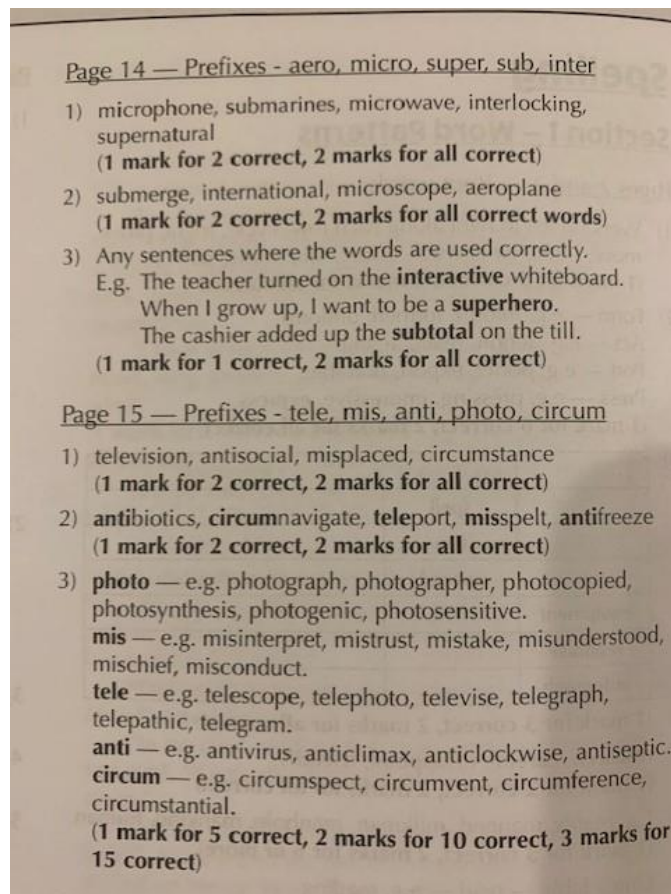 Page 14 — Prefixes - aero, micro, super, sub, inter
1) microphone, submarines, microwave, interlocking,
supernatural
(1 mark for 2 correct, 2 marks for all correct)
2) submerge, international, microscope, aeroplane
(1 mark for 2 correct, 2 marks for all correct words)
3) Any sentences where the words are used correctly.
E.g. The teacher turned on the interactive whiteboard.
When I grow up, I want to be a superhero.
The cashier added up the subtotal on the till.
(1 mark for 1 correct, 2 marks for all correct)
Page 15 — Prefixes - tele, mis, anti, photo, circum
1) television, antisocial, misplaced, circumstance
(1 mark for 2 correct, 2 marks for all correct)
2) antibiotics, circumnavigate, teleport, misspelt, antifreeze
(1 mark for 2 correct, 2 marks for all correct)
3) photo — e.g. photograph, photographer, photocopied,
photosynthesis, photogenic, photosensitive.
mis — e.g. misinterpret, mistrust, mistake, misunderstood,
mischief, misconduct.
tele — e.g. telescope, telephoto, televise, telegraph,
telepathic, telegram.
anti — e.g. antivirus, anticlimax, anticlockwise, antiseptic.
circum — e.g. circumspect, circumvent, circumference,
circumstantial.
(1 mark for 5 correct, 2 marks for 10 correct, 3 marks for
15 correct)